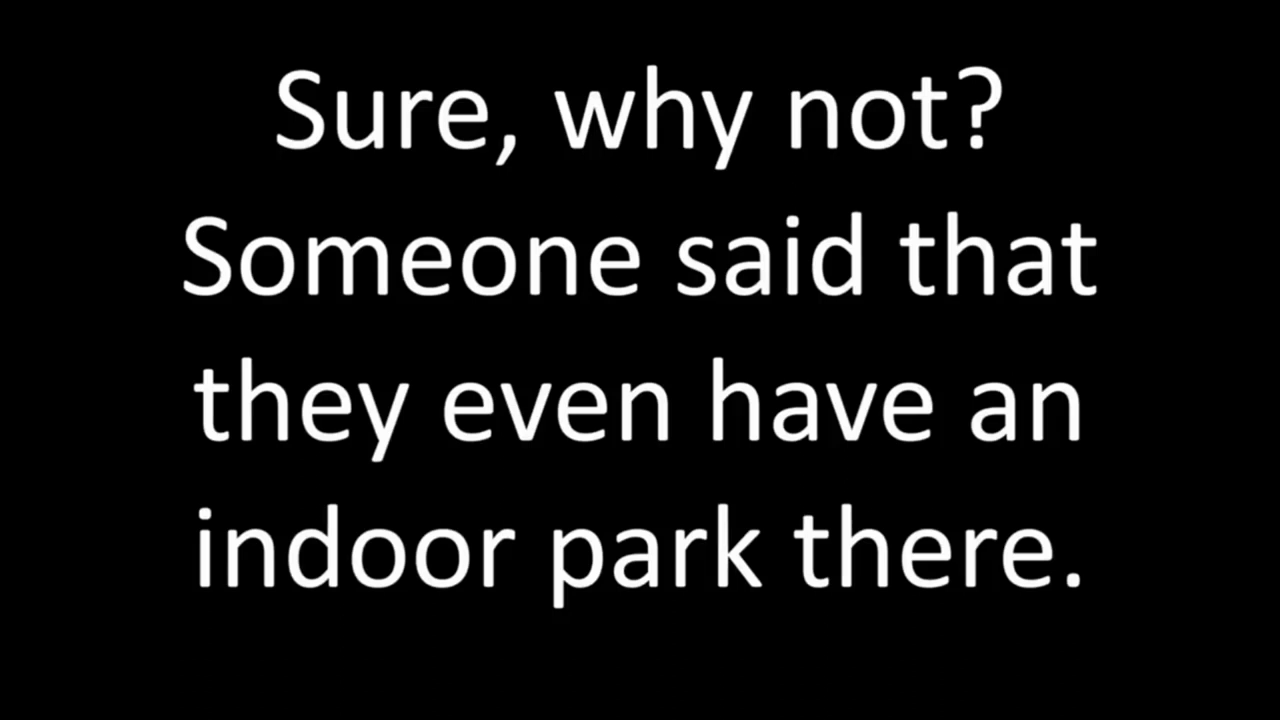 Sure, why not?
Someone said that
they even have an
indoor park there.